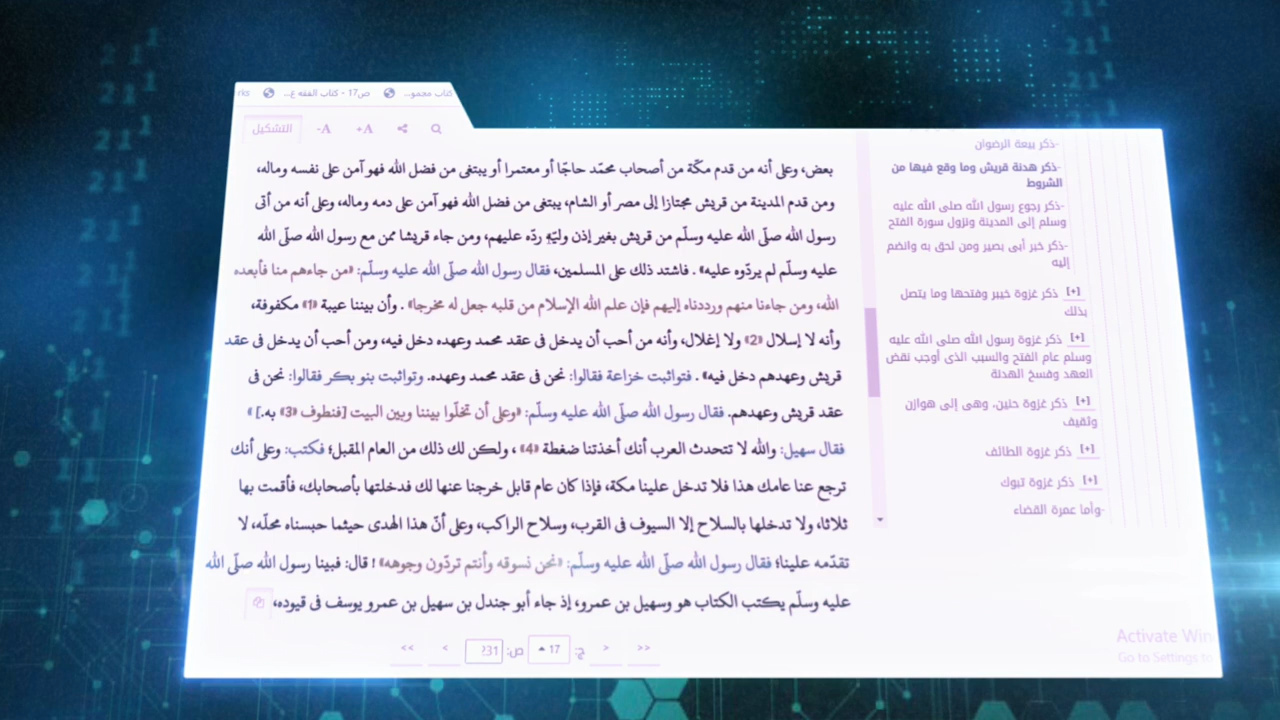 كتاب مجمو...
ص17 - كتاب الفقه ع...
rks
التشكيل
A-
A+
بعض، وعلى أنه من قدم مكّة من أصحاب محمّد حاجّا أو معتمرا أو يبتغى من فضل الله فهو آمن على نفسه وماله،
ومن قدم المدينة من قريش مجتازا إلى مصر أو الشام، يبتغى من فضل الله فهو آمن على دمه وماله، وعلى أنه من أتى
رسول الله صلّى الله عليه وسلّم من قريش بغير إذن وليّه ردّه عليهم، ومن جاء قريشا ممن مع رسول الله صلّى الله
عليه وسلّم لم يردّوه عليه» . فاشتد ذلك على المسلمين، فقال رسول الله صلّى الله عليه وسلّم: «من جاءهم منا فأبعده
الله، ومن جاءنا منهم ورددناه إليهم فإن علم الله الإسلام من قلبه جعل له مخرجا» . وأن بيننا عيبة «1» مكفوفة،
وأنه لا إسلال «2» ولا إغلال، وأنه من أحب أن يدخل فى عقد محمد وعهده دخل فيه، ومن أحب أن يدخل فى عقد
قريش وعهدهم دخل فيه» . فتواثبت خزاعة فقالوا: نحن فى عقد محمد وعهده. وتواثبت بنو بكر فقالوا: نحن فى
عقد قريش وعهدهم. فقال رسول الله صلّى الله عليه وسلّم: «وعلى أن تخلّوا بيننا وبين البيت [فنطوف «3» به.] »
فقال سهيل: والله لا تتحدث العرب أنك أخذتنا ضغطة «4» ، ولكن لك ذلك من العام المقبل؛ فكتب: وعلى أنك
ترجع عنا عامك هذا فلا تدخل علينا مكة، فإذا كان عام قابل خرجنا عنها لك فدخلتها بأصحابك، فأقمت بها
ثلاثا، ولا تدخلها بالسلاح إلا السيوف فى القرب، وسلاح الراكب، وعلى أنّ هذا الهدى حيثما حبسناه محلّه، لا
تقدّمه علينا؛ فقال رسول الله صلّى الله عليه وسلّم: «نحن نسوقه وأنتم تردّون وجوهه» ! قال: فبينا رسول الله صلّى الله
عليه وسلّم يكتب الكتاب هو وسهيل بن عمرو، إذ جاء أبو جندل بن سهيل بن عمرو يوسف فى قيوده،
<< < ج: 17 ص: 231 > >>
-ذكر بيعة الرضوان
-ذكر هدنة قريش وما وقع فيها من
الشروط
-ذكر رجوع رسول الله صلى الله عليه
وسلم إلى المدينة ونزول سورة الفتح
-ذكر خبر أبى بصير ومن لحق به وانضم
إليه
[+] ذكر غزوة خيبر وفتحها وما يتصل
بذلك
[+] ذكر غزوة رسول الله صلى الله عليه
وسلم عام الفتح والسبب الذى أوجب نقض
العهد وفسخ الهدنة
[+] ذكر غزوة حنين، وهى إلى هوازن
وثقيف
[+] ذكر غزوة الطائف
[+] ذكر غزوة تبوك
-وأما عمرة القضاء
Activate Win
Go to Settings to